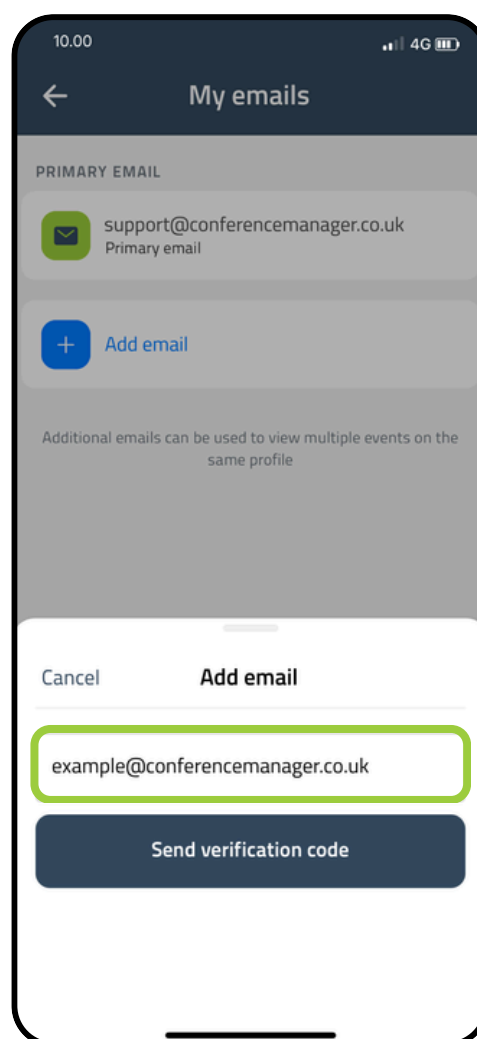 10.00 4G
My emails
PRIMARY EMAIL
support@conferencemanager.co.uk
Primary email
Add email
Additional emails can be used to view multiple events on the
same profile
Cancel Add email
example@conferencemanager.co.uk
Send verification code